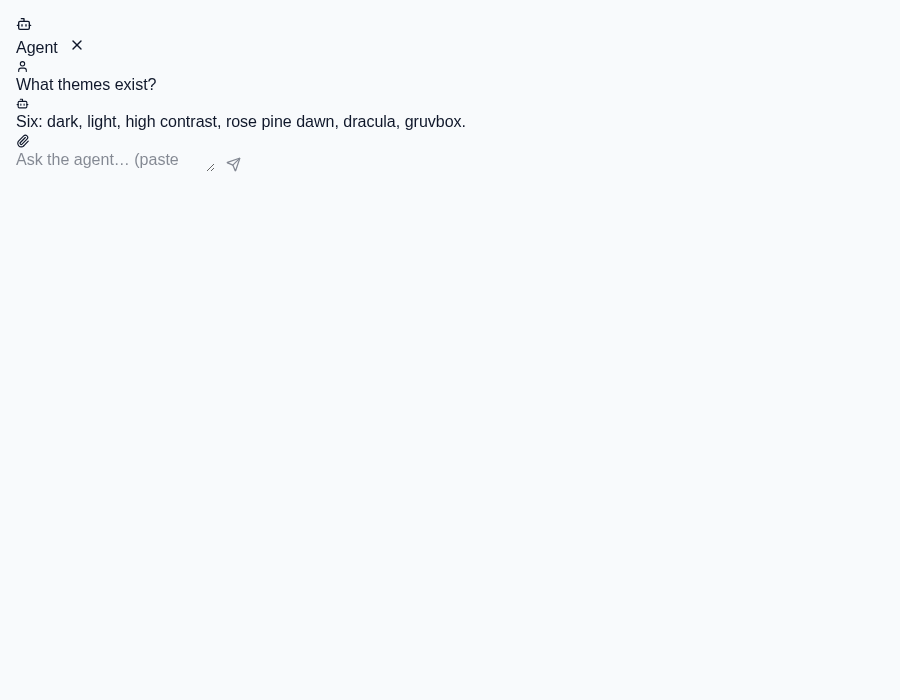 Agent
What themes exist?
Six: dark, light, high contrast, rose pine dawn, dracula, gruvbox.
Ask the agent… (paste